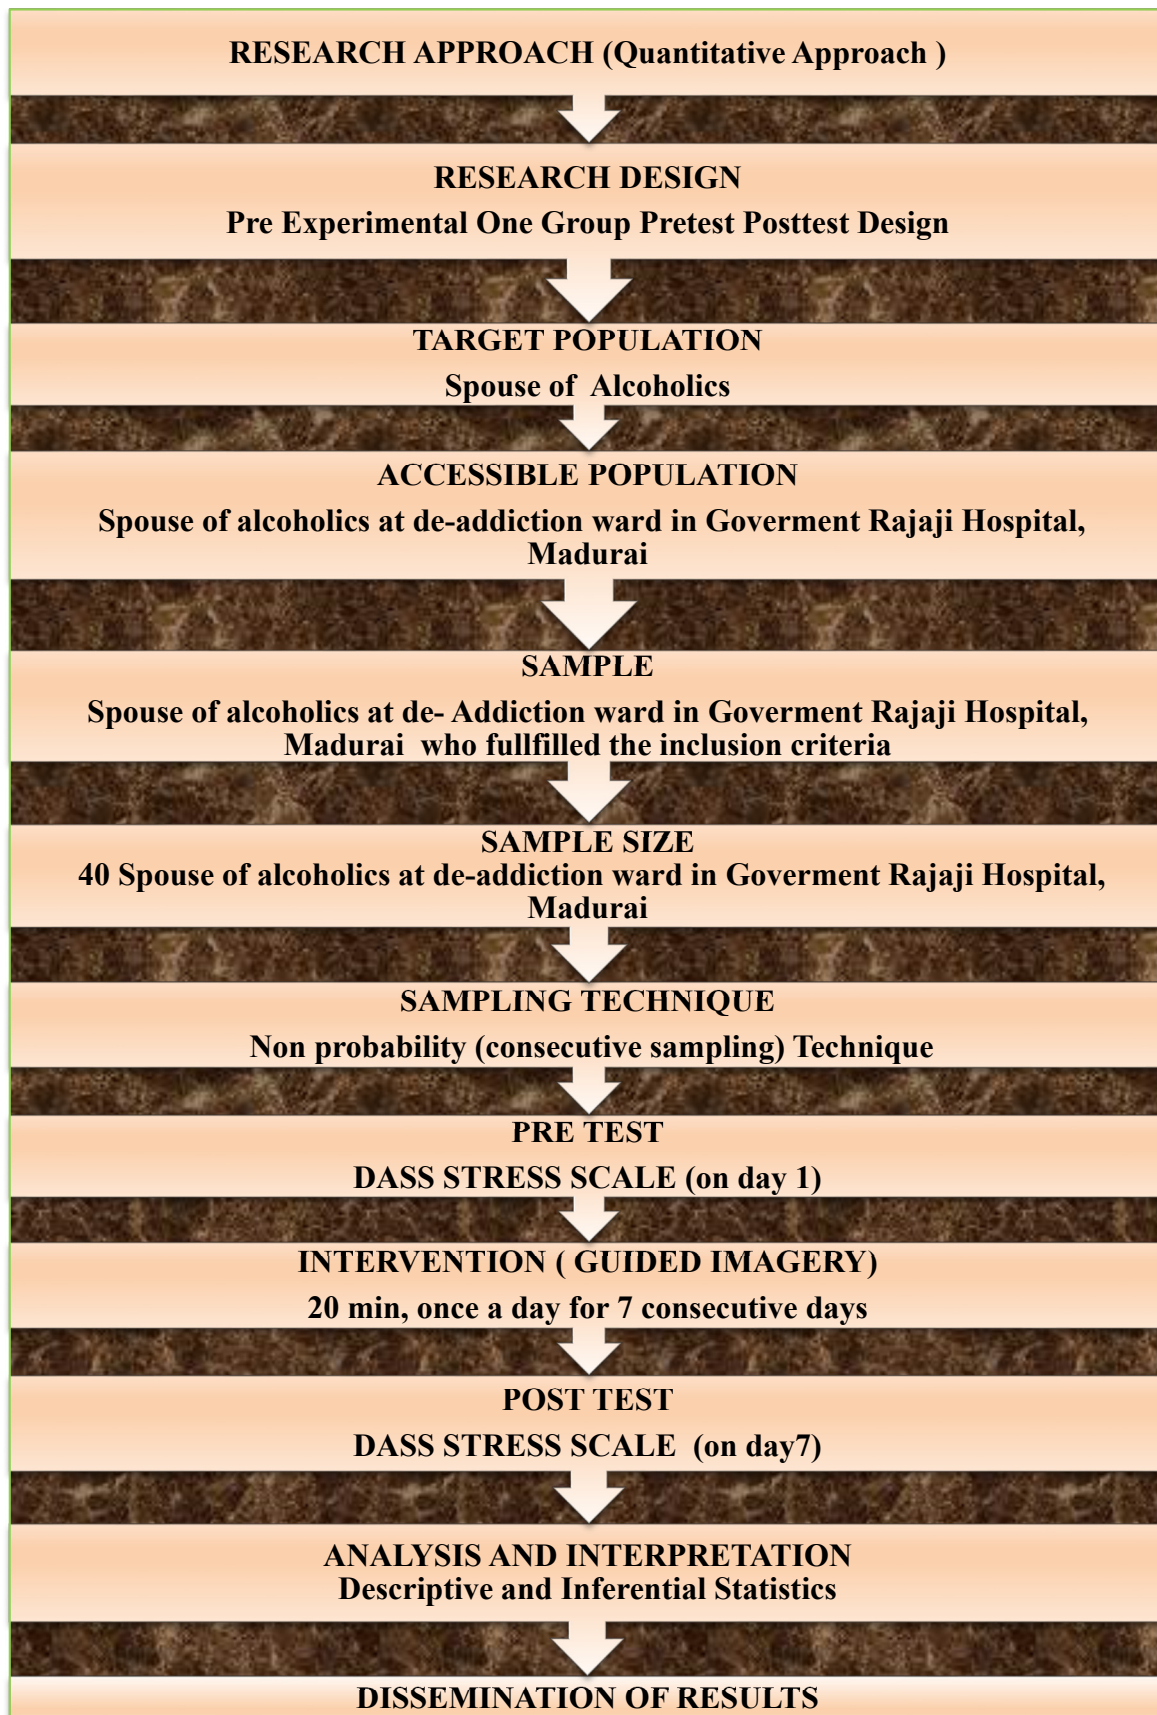 RESEARCH APPROACH (Quantitative Approach )
RESEARCH DESIGN
Pre Experimental One Group Pretest Posttest Design
TARGET POPULATION
Spouse of  Alcoholics
ACCESSIBLE POPULATION
Spouse of alcoholics at de-addiction ward in Goverment Rajaji Hospital,
Madurai
SAMPLE
Spouse of alcoholics at de- Addiction ward in Goverment Rajaji Hospital,
Madurai  who fullfilled the inclusion criteria
SAMPLE SIZE
40 Spouse of alcoholics at de-addiction ward in Goverment Rajaji Hospital,
Madurai
SAMPLING TECHNIQUE
Non probability (consecutive sampling) Technique
PRE TEST
DASS STRESS SCALE (on day 1)
INTERVENTION ( GUIDED IMAGERY)
20 min, once a day for 7 consecutive days
POST TEST
DASS STRESS SCALE  (on day7)
ANALYSIS AND INTERPRETATION
Descriptive and Inferential Statistics
DISSEMINATION OF RESULTS